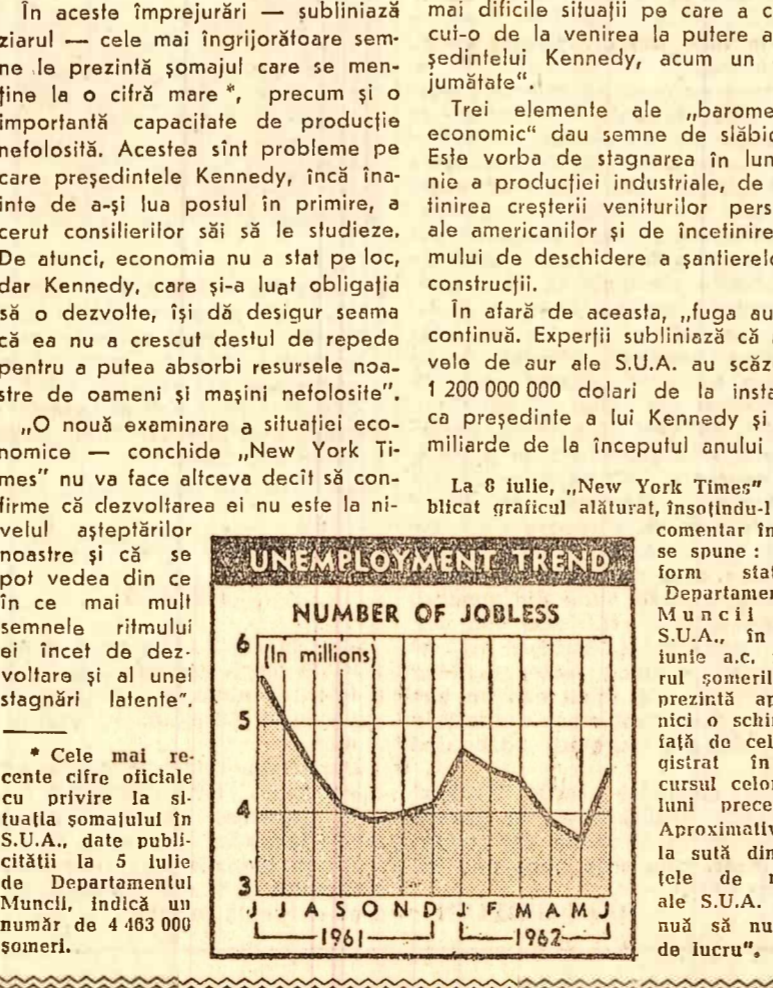 În aceste împrejurări — subliniază
ziarul — cele mai îngrijorătoare sem-
ne le prezintă șomajul care se men-
ține la o cifră mare *, precum și o
importantă capacitate de producție
nefolosită. Acestea sînt probleme pe
care președintele Kennedy, încă îna-
inte de a-și lua postul în primire, a
cerut consilierilor săi să le studieze.
De atunci, economia nu a stat pe loc,
dar Kennedy, care și-a luat obligația
să o dezvolte, își dă desigur seama
că ea nu a crescut destul de repede
pentru a putea absorbi resursele noa-
stre de oameni și mașini nefolosite”.
„O nouă examinare a situației eco-
nomice — conchide „New York Ti-
mes” nu va face altceva decît să con-
firme că dezvoltarea ei nu este la ni-
velul așteptărilor
noastre și că se
pot vedea din ce
în ce mai mult
semnele ritmului
ei încet de dez-
voltare și al unei
stagnări latente”.
* Cele mai re-
cente cifre oficiale
cu privire la si-
tuația șomajului în
S.U.A., date publi-
cității la 5 iulie
de Departamentul
Muncii, indică un
număr de 4 463 000
șomeri.
mai dificile situații pe care a c
cut-o de la venirea la putere a
ședintelui Kennedy, acum un
jumătate“.
Trei elemente ale „barome
economic“ dau semne de slăbic
Este vorba de stagnarea în lun
nie a producției industriale, de
tinirea creșterii veniturilor pers
ale americanilor și de încetinire
mului de deschidere a șantierel
construcții.
În afară de aceasta, „fuga au
continuă. Experții subliniază că
vele de aur ale S.U.A. au scăz
1 200 000 000 dolari de la insta
ca președinte a lui Kennedy și
miliarde de la începutul anului
La 8 iulie, „New York Times”
blicat graficul alăturat, însoțindu-l
comentar în
se spune :
form stat
Departamen
Muncii
S.U.A., în
iunie a.c.
rul șomeril
prezintă ap
nici o schi
față de cel
gistrat în
cursul celor
luni prece
Aproximativ
la sută din
țele de m
ale S.U.A.
nuă să nu
de lucru”.
UNEMPLOYMENT TREND
NUMBER OF JOBLESS
(In millions)
6
5
4
3
J J A S O N D J F M A M J
1961 1962